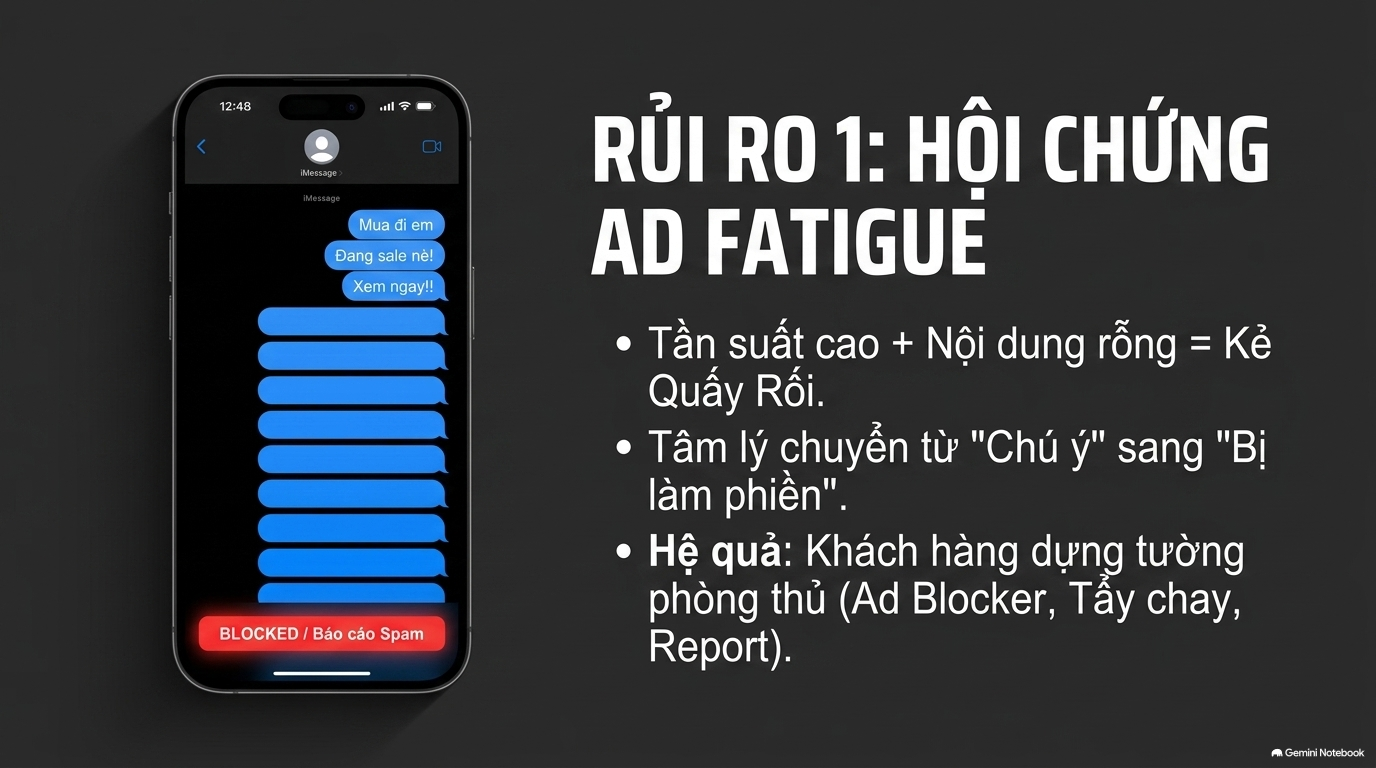 12:48
iMessage
iMessage
Mua đi em
Đang sale nè!
Xem ngay!!
BLOCKED / Báo cáo Spam
RỦI RO 1: HỘI CHỨNG
AD FATIGUE
• Tần suất cao + Nội dung rỗng = Kẻ
Quấy Rối.
• Tâm lý chuyển từ "Chú ý" sang "Bị
làm phiền".
• Hệ quả: Khách hàng dựng tường
phòng thủ (Ad Blocker, Tẩy chay,
Report).
Gemini Notebook